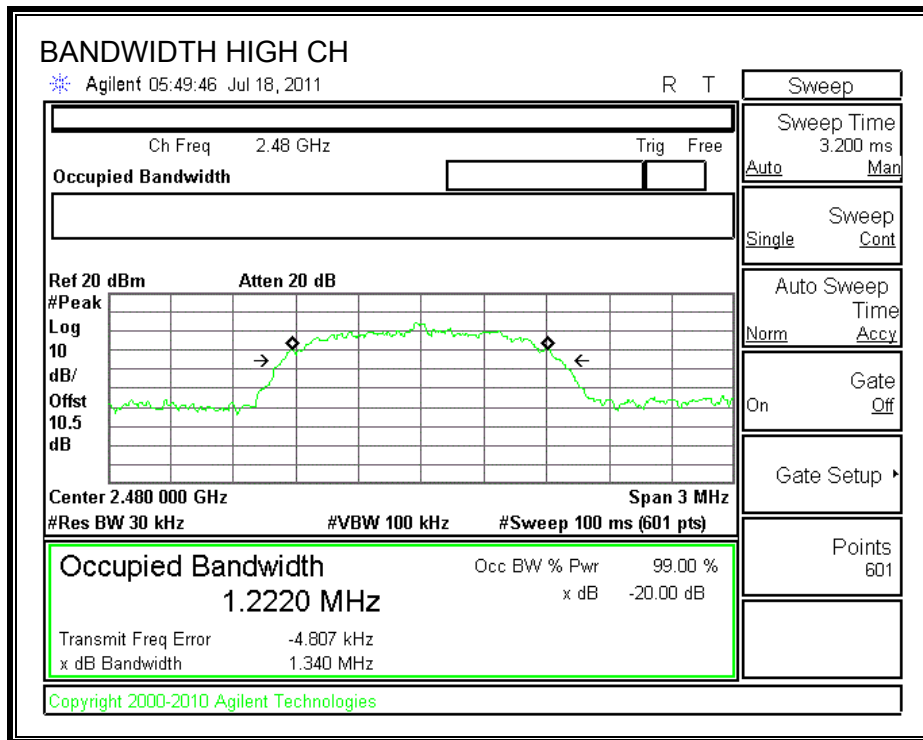 BANDWIDTH HIGH CH
Agilent 05:49:46 Jul 18, 2011
R T
Ch Freq 2.48 GHz
Trig Free
Occupied Bandwidth
Ref 20 dBm
Atten 20 dB
#Peak
Log
10
dB/
Offst
10.5
dB
Center 2.480 000 GHz
Span 3 MHz
#Res BW 30 kHz
#VBW 100 kHz
#Sweep 100 ms (601 pts)
Occupied Bandwidth
1.2220 MHz
Occ BW % Pwr 99.00 %
x dB -20.00 dB
Transmit Freq Error -4.807 kHz
x dB Bandwidth 1.340 MHz
Copyright 2000-2010 Agilent Technologies
Sweep
Sweep Time
3.200 ms
Auto Man
Sweep
Single Cont
Auto Sweep
Time
Norm Accy
Gate
On Off
Gate Setup
Points
601